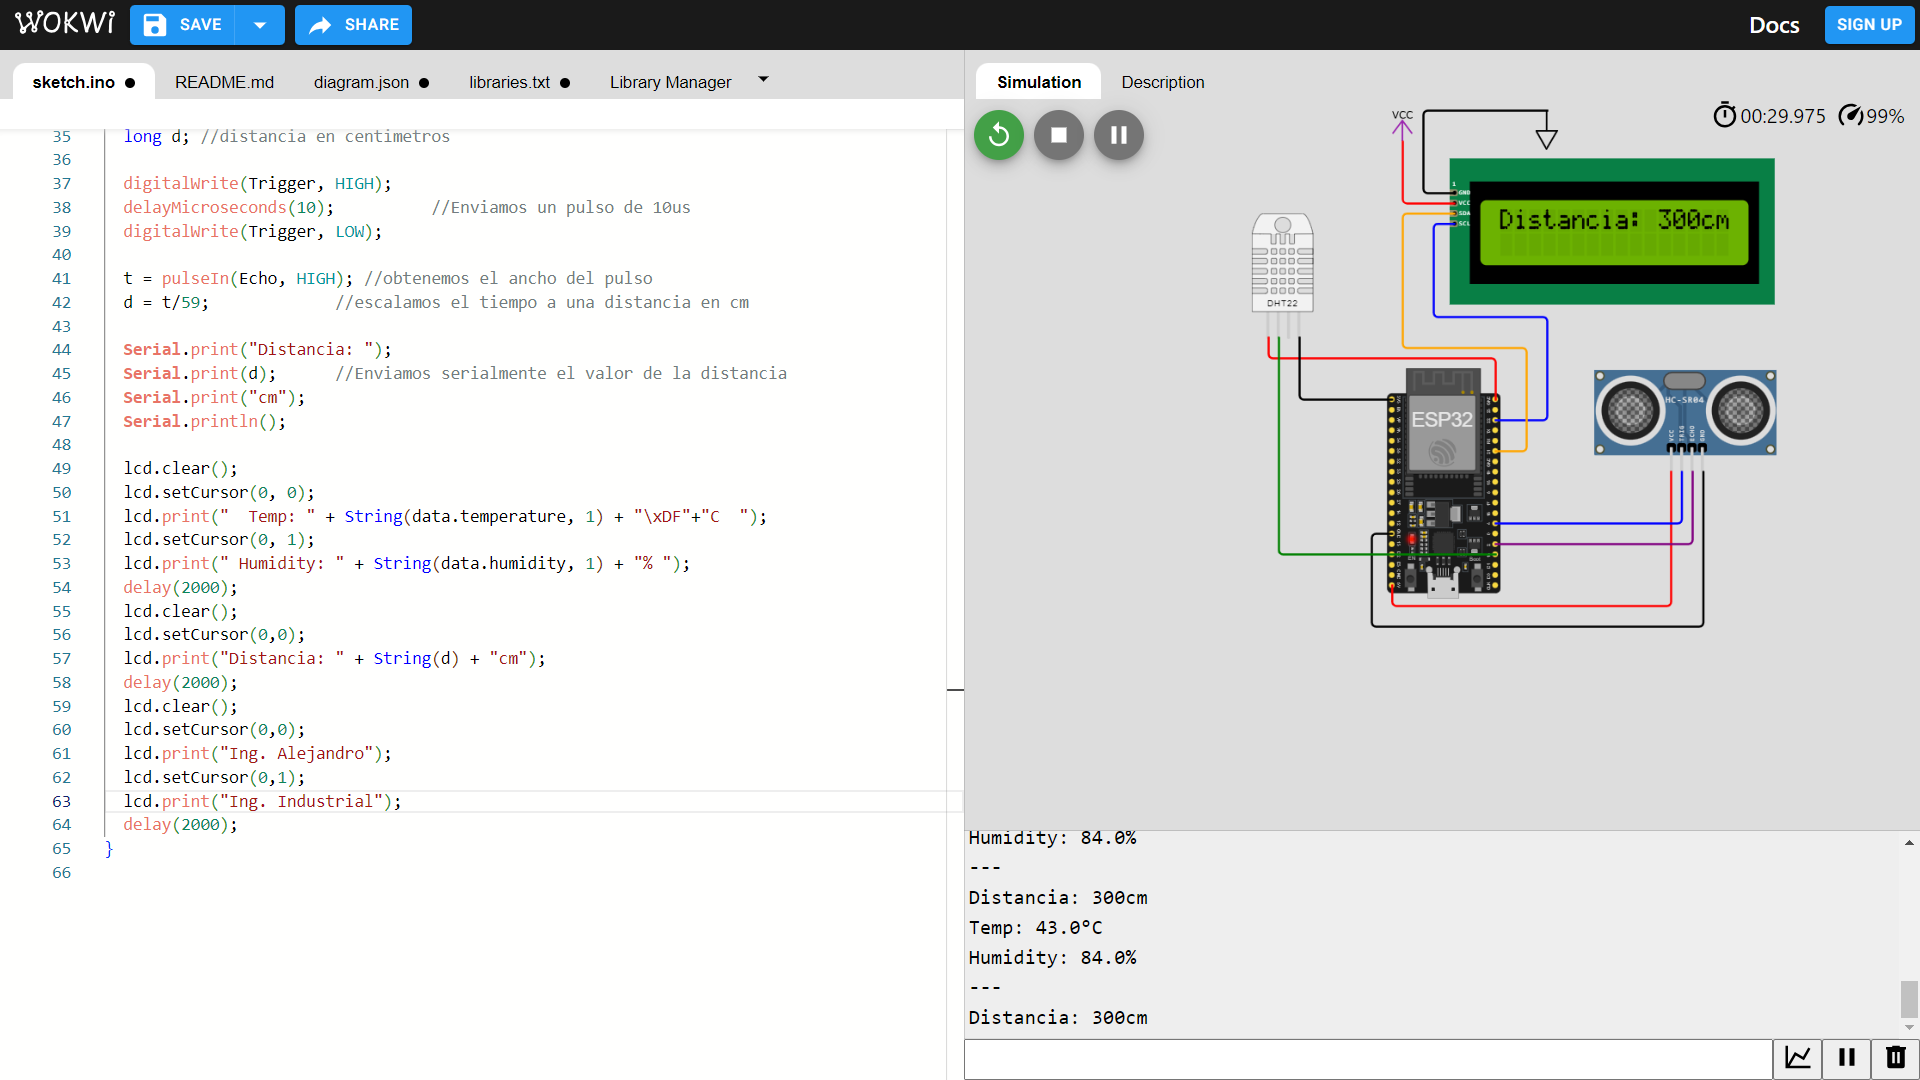 WOKWI SAVE SHARE Docs SIGN UP
sketch.ino ● README.md diagram.json ● libraries.txt ● Library Manager
35 long d; //distancia en centimetros
36
37 digitalWrite(Trigger, HIGH);
38 delayMicroseconds(10); //Enviamos un pulso de 10us
39 digitalWrite(Trigger, LOW);
40
41 t = pulseIn(Echo, HIGH); //obtenemos el ancho del pulso
42 d = t/59; //escalamos el tiempo a una distancia en cm
43
44 Serial.print("Distancia: ");
45 Serial.print(d); //Enviamos serialmente el valor de la distancia
46 Serial.print("cm");
47 Serial.println();
48
49 lcd.clear();
50 lcd.setCursor(0, 0);
51 lcd.print("  Temp: " + String(data.temperature, 1) + "\xDF"+"C  ");
52 lcd.setCursor(0, 1);
53 lcd.print(" Humidity: " + String(data.humidity, 1) + "% ");
54 delay(2000);
55 lcd.clear();
56 lcd.setCursor(0,0);
57 lcd.print("Distancia: " + String(d) + "cm");
58 delay(2000);
59 lcd.clear();
60 lcd.setCursor(0,0);
61 lcd.print("Ing. Alejandro");
62 lcd.setCursor(0,1);
63 lcd.print("Ing. Industrial");
64 delay(2000);
65 }
66
Simulation Description
00:29.975 99%
VCC
1
GND
VCC
SDA
SCL
Distancia: 300cm
DHT22
ESP32
HC-SR04
VCC TRIG ECHO GND
EN Boot
Humidity: 84.0%
---
Distancia: 300cm
Temp: 43.0°C
Humidity: 84.0%
---
Distancia: 300cm